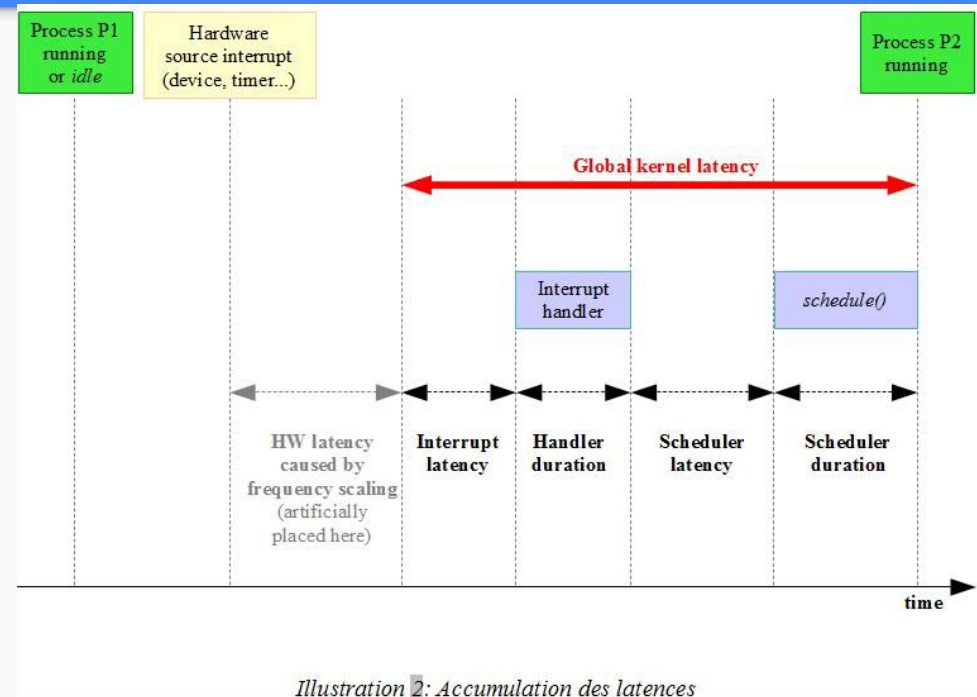 Process P1
running
or idle
Hardware
source interrupt
(device, timer...)
Process P2
running
Global kernel latency
Interrupt
handler
schedule()
HW latency
caused by
frequency scaling
(artificially
placed here)
Interrupt
latency
Handler
duration
Scheduler
latency
Scheduler
duration
time
Illustration 2: Accumulation des latences